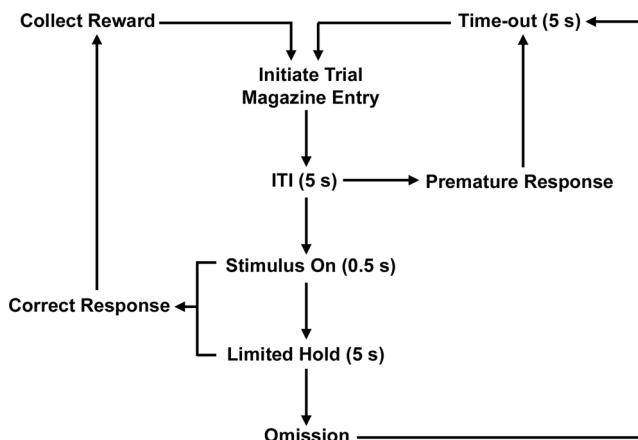 Collect Reward
Time-out (5 s)
Initiate Trial
Magazine Entry
ITI (5 s)
Premature Response
Stimulus On (0.5 s)
Correct Response
Limited Hold (5 s)
Omission